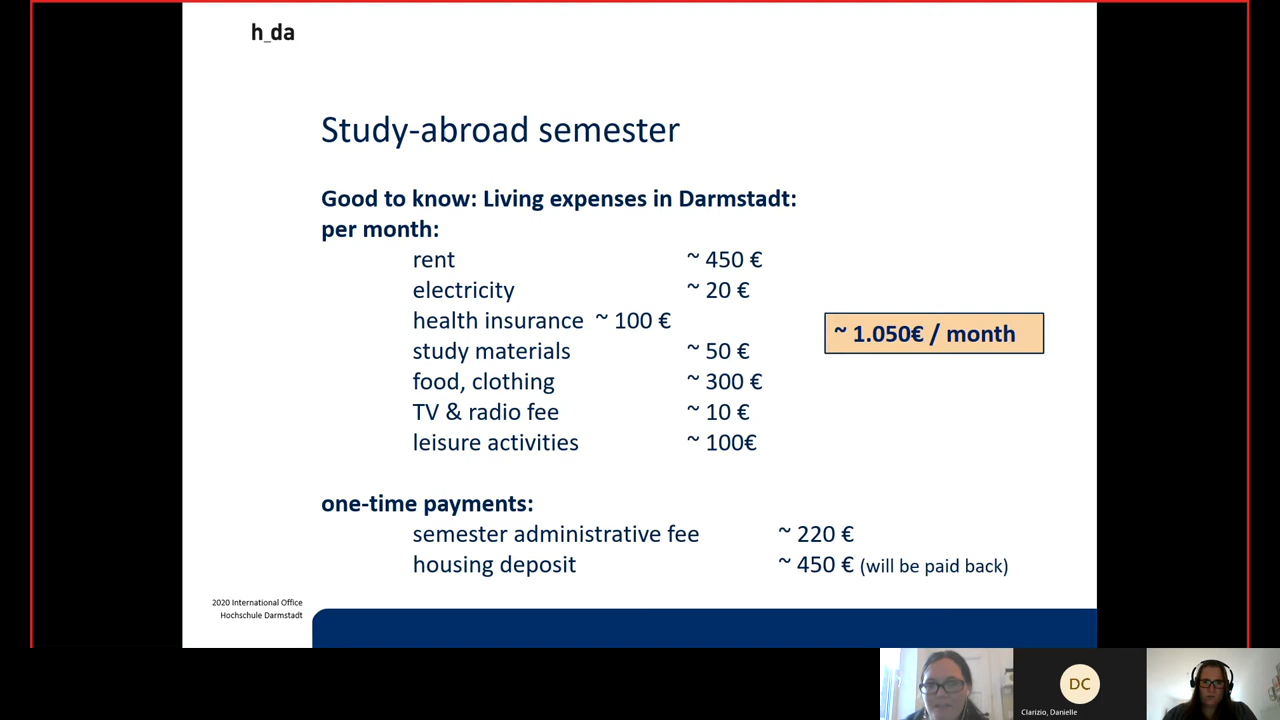 h_da
Study-abroad semester
Good to know: Living expenses in Darmstadt:
per month:
rent ~ 450 €
electricity ~ 20 €
health insurance ~ 100 €
study materials ~ 50 €
food, clothing ~ 300 €
TV & radio fee ~ 10 €
leisure activities ~ 100€
~ 1.050€ / month
one-time payments:
semester administrative fee ~ 220 €
housing deposit ~ 450 € (will be paid back)
2020 International Office
Hochschule Darmstadt
DC
Clarizio, Danielle